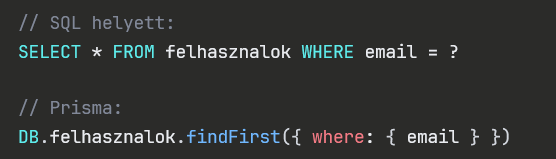 // SQL helyett:
SELECT * FROM felhasznalok WHERE email = ?
// Prisma:
DB.felhasznalok.findFirst({ where: { email } })